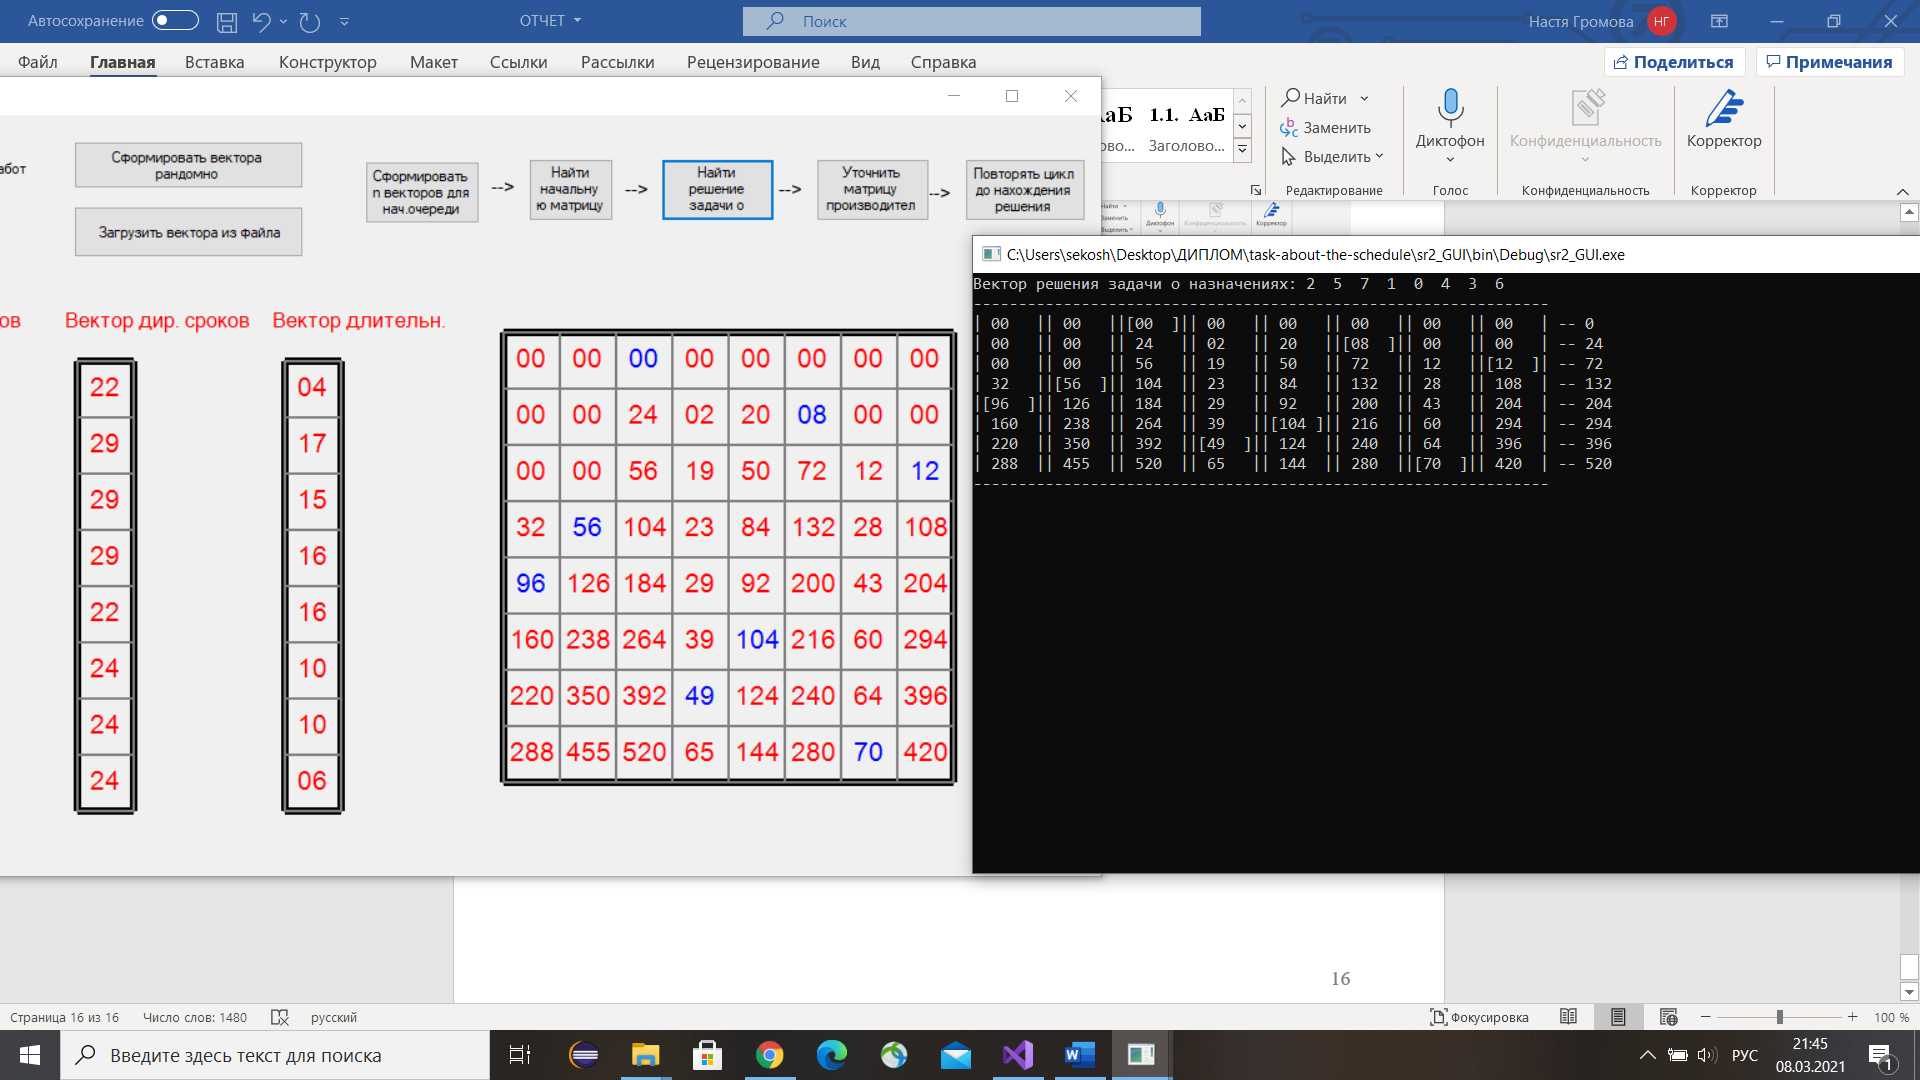 Автосохранение
ОТЧЕТ
Поиск
Настя Громова
НГ
Файл Главная Вставка Конструктор Макет Ссылки Рассылки Рецензирование Вид Справка
Поделиться
Примечания
1.1. АаБ
Заголово...
Найти
Заменить
Выделить
Редактирование
Диктофон
Голос
Конфиденциальность
Конфиденциальность
Корректор
Корректор
абот
Сформировать вектора
рандомно
Загрузить вектора из файла
Сформировать
n векторов для
нач.очереди
-->
Найти
начальну
ю матрицу
-->
Найти
решение
задачи о
-->
Уточнить
матрицу
производител
-->
Повторять цикл
до нахождения
решения
ов
Вектор дир. сроков
Вектор длительн.
22
29
29
29
22
24
24
24
04
17
15
16
16
10
10
06
00 00 00 00 00 00 00 00
00 00 24 02 20 08 00 00
00 00 56 19 50 72 12 12
32 56 104 23 84 132 28 108
96 126 184 29 92 200 43 204
160 238 264 39 104 216 60 294
220 350 392 49 124 240 64 396
288 455 520 65 144 280 70 420
C:\Users\sekosh\Desktop\ДИПЛОМ\task-about-the-schedule\sr2_GUI\bin\Debug\sr2_GUI.exe
Вектор решения задачи о назначениях: 2 5 7 1 0 4 3 6
----------------------------------------------------------------
| 00 || 00 ||[00 ]|| 00 || 00 || 00 || 00 || 00 | -- 0
| 00 || 00 || 24 || 02 || 20 ||[08 ]|| 00 || 00 | -- 24
| 00 || 00 || 56 || 19 || 50 || 72 || 12 ||[12 ]| -- 72
| 32 ||[56 ]|| 104 || 23 || 84 || 132 || 28 || 108 | -- 132
|[96 ]|| 126 || 184 || 29 || 92 || 200 || 43 || 204 | -- 204
| 160 || 238 || 264 || 39 ||[104 ]|| 216 || 60 || 294 | -- 294
| 220 || 350 || 392 ||[49 ]|| 124 || 240 || 64 || 396 | -- 396
| 288 || 455 || 520 || 65 || 144 || 280 ||[70 ]|| 420 | -- 520
----------------------------------------------------------------
16
Страница 16 из 16
Число слов: 1480
русский
Фокусировка
100 %
Введите здесь текст для поиска
РУС
21:45
08.03.2021
1